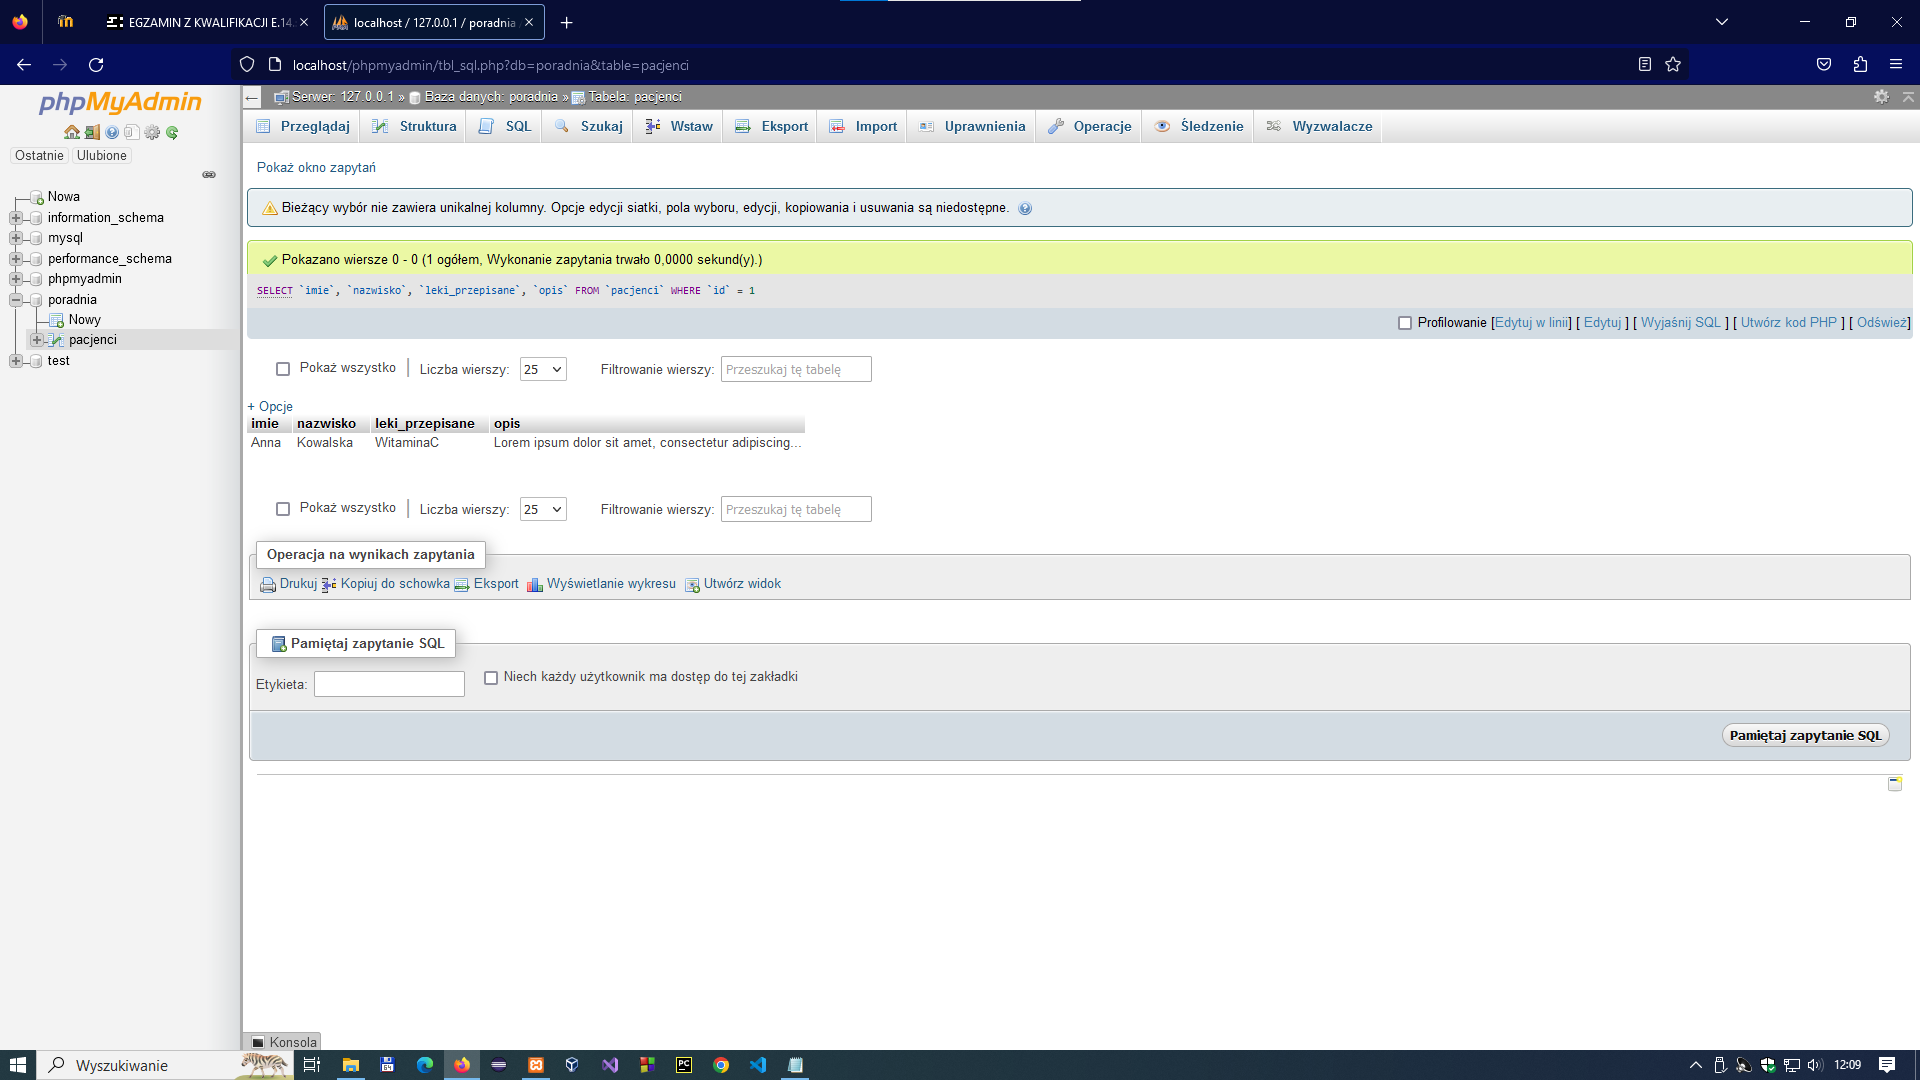 EGZAMIN Z KWALIFIKACJI E.14.
localhost / 127.0.0.1 / poradnia
localhost/phpmyadmin/tbl_sql.php?db=poradnia&table=pacjenci
phpMyAdmin
Ostatnie Ulubione
Nowa
information_schema
mysql
performance_schema
phpmyadmin
poradnia
Nowy
pacjenci
test
Serwer: 127.0.0.1 » Baza danych: poradnia » Tabela: pacjenci
Przeglądaj Struktura SQL Szukaj Wstaw Eksport Import Uprawnienia Operacje Śledzenie Wyzwalacze
Pokaż okno zapytań
Bieżący wybór nie zawiera unikalnej kolumny. Opcje edycji siatki, pola wyboru, edycji, kopiowania i usuwania są niedostępne.
Pokazano wiersze 0 - 0 (1 ogółem, Wykonanie zapytania trwało 0,0000 sekund(y).)
SELECT `imie`, `nazwisko`, `leki_przepisane`, `opis` FROM `pacjenci` WHERE `id` = 1
Profilowanie [Edytuj w linii] [ Edytuj ] [ Wyjaśnij SQL ] [ Utwórz kod PHP ] [ Odśwież]
Pokaż wszystko Liczba wierszy: 25 Filtrowanie wierszy: Przeszukaj tę tabelę
+ Opcje
imie nazwisko leki_przepisane opis
Anna Kowalska WitaminaC Lorem ipsum dolor sit amet, consectetur adipiscing...
Pokaż wszystko Liczba wierszy: 25 Filtrowanie wierszy: Przeszukaj tę tabelę
Operacja na wynikach zapytania
Drukuj Kopiuj do schowka Eksport Wyświetlanie wykresu Utwórz widok
Pamiętaj zapytanie SQL
Etykieta: Niech każdy użytkownik ma dostęp do tej zakładki
Pamiętaj zapytanie SQL
Konsola
Wyszukiwanie
12:09